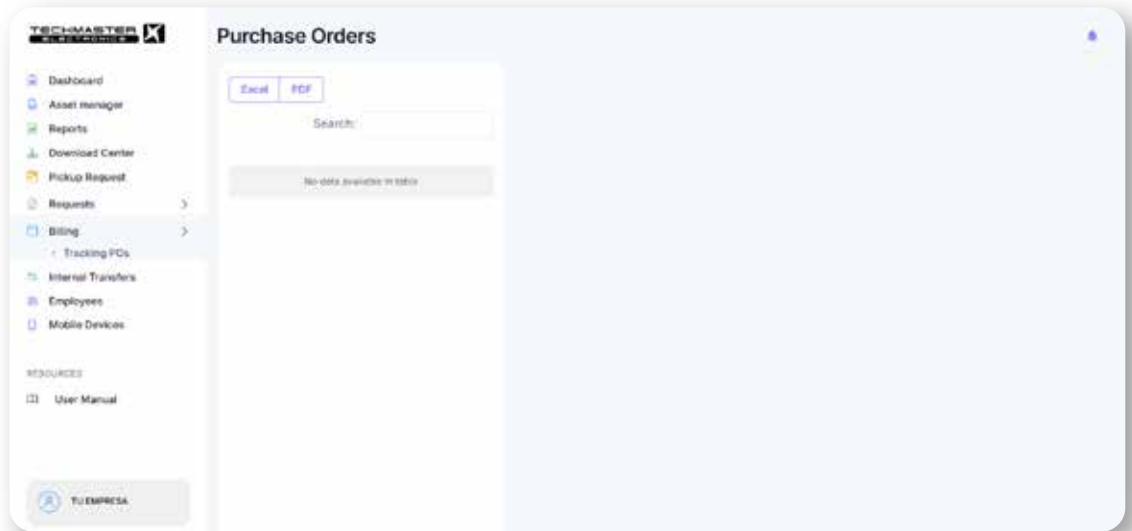 TECHMASTER
ELECTRONICS
Purchase Orders
Dashboard
Asset manager
Reports
Download Center
Pickup Request
Requests
Billing
Tracking POs
Internal Transfers
Employees
Mobile Devices
RESOURCES
User Manual
TU EMPRESA
Excel
PDF
Search:
No data available in table